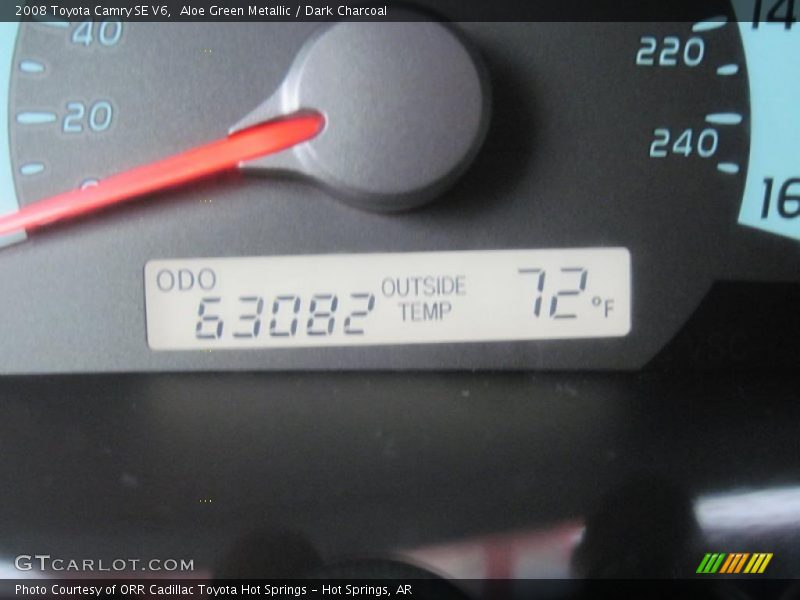 2008 Toyota Camry SE V6,  Aloe Green Metallic / Dark Charcoal
40
20
220
240
14
16
ODO
63082
OUTSIDE
TEMP
72°F
GTCARLOT.COM
Photo Courtesy of ORR Cadillac Toyota Hot Springs - Hot Springs, AR